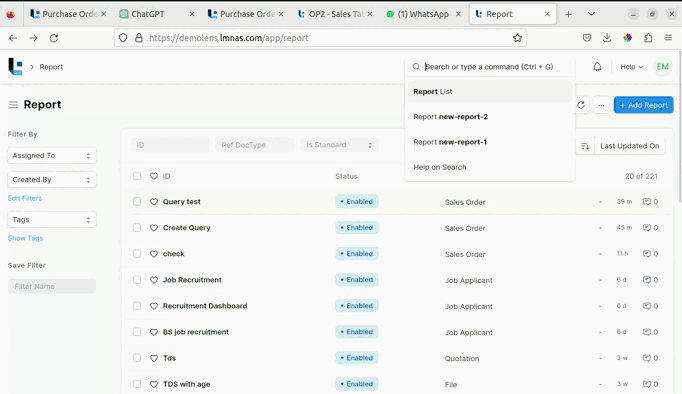 Purchase Orde
ChatGPT
Purchase Orde
OP2 - Sales Tab
(1) WhatsApp
Report
https://demolens.lmnas.com/app/report
Report
Search or type a command (Ctrl + G)
Help
EM
Report List
Report new-report-2
Report new-report-1
Help on Search
Report
+ Add Report
Filter By
Assigned To
Created By
Edit Filters
Tags
Show Tags
Save Filter
Filter Name
ID
Ref DocType
Is Standard
Last Updated On
ID
Status
20 of 221
Query test
Enabled
Sales Order
- 39 m
0
Create Query
Enabled
Sales Order
- 45 m
0
check
Enabled
Sales Order
- 11 h
0
Job Recruitment
Enabled
Job Applicant
- 6 d
0
Recruitment Dashboard
Enabled
Job Applicant
- 6 d
0
BS job recruitment
Enabled
Job Applicant
- 6 d
0
Tds
Enabled
Quotation
- 3 w
0
TDS with age
Enabled
File
- 3 w
0